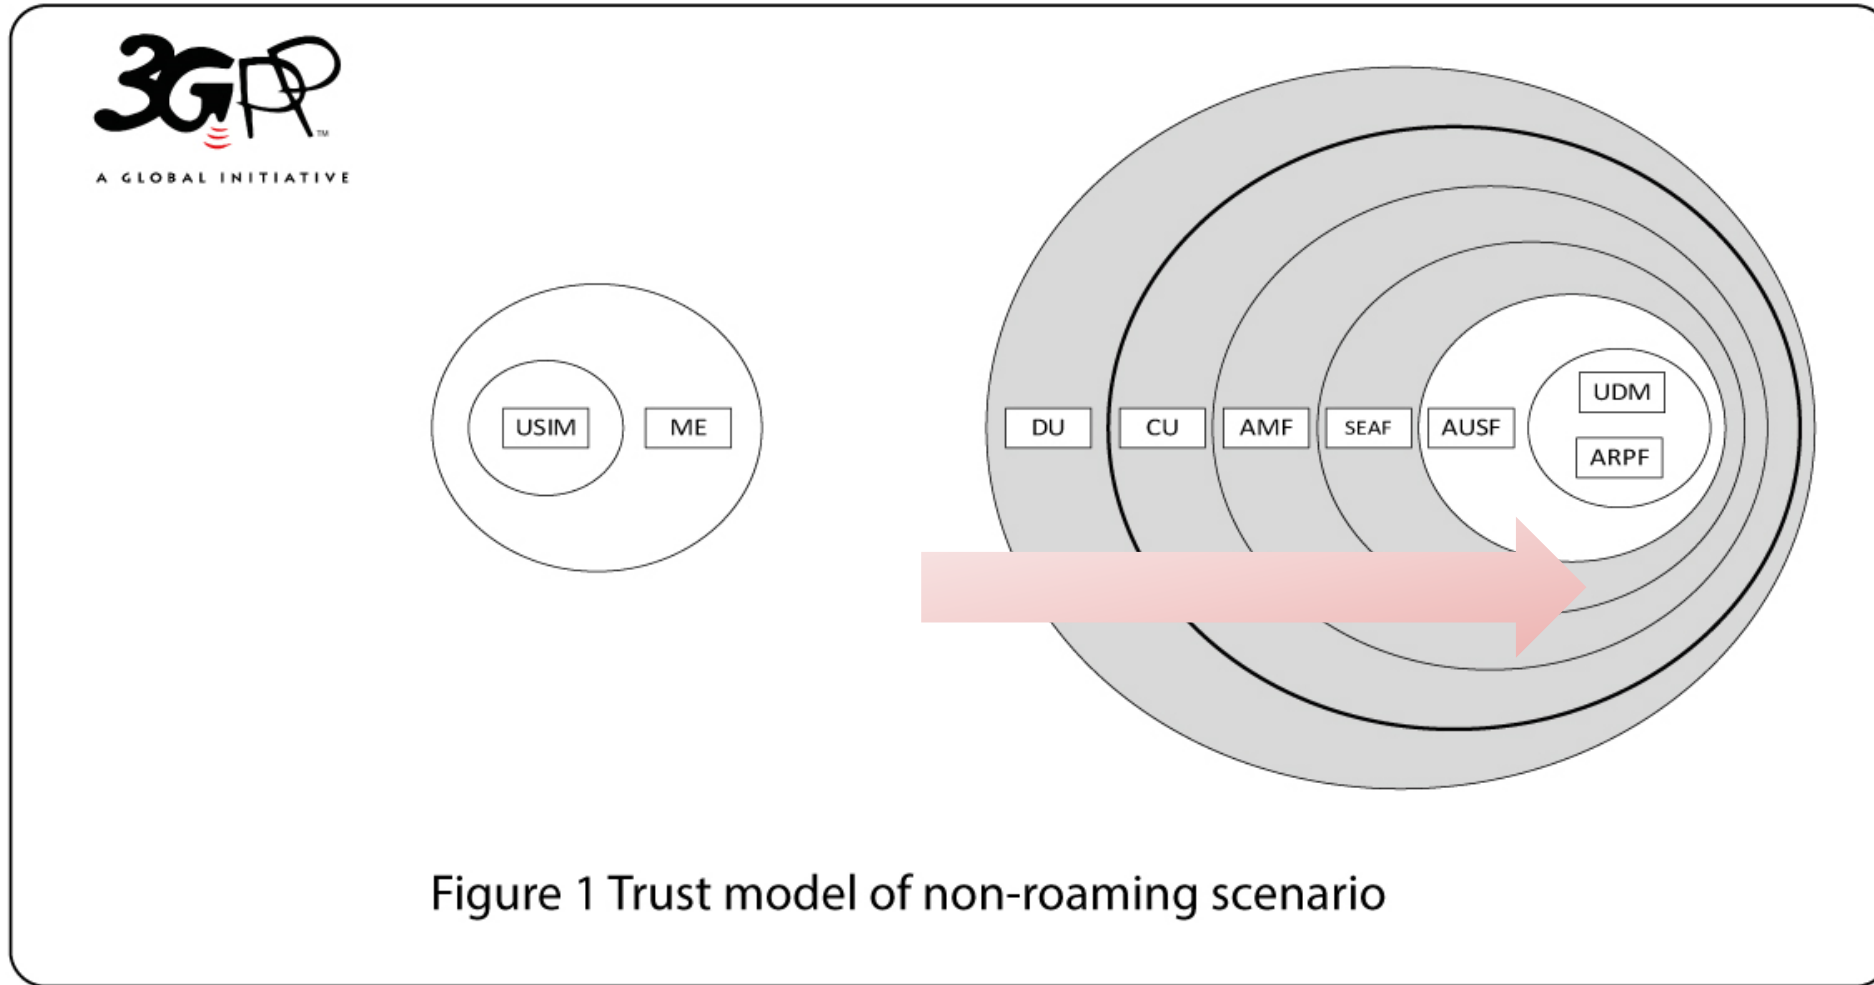 3GPP TM
A GLOBAL INITIATIVE
UDM
USIM ME DU CU AMF SEAF AUSF
ARPF
Figure 1 Trust model of non-roaming scenario